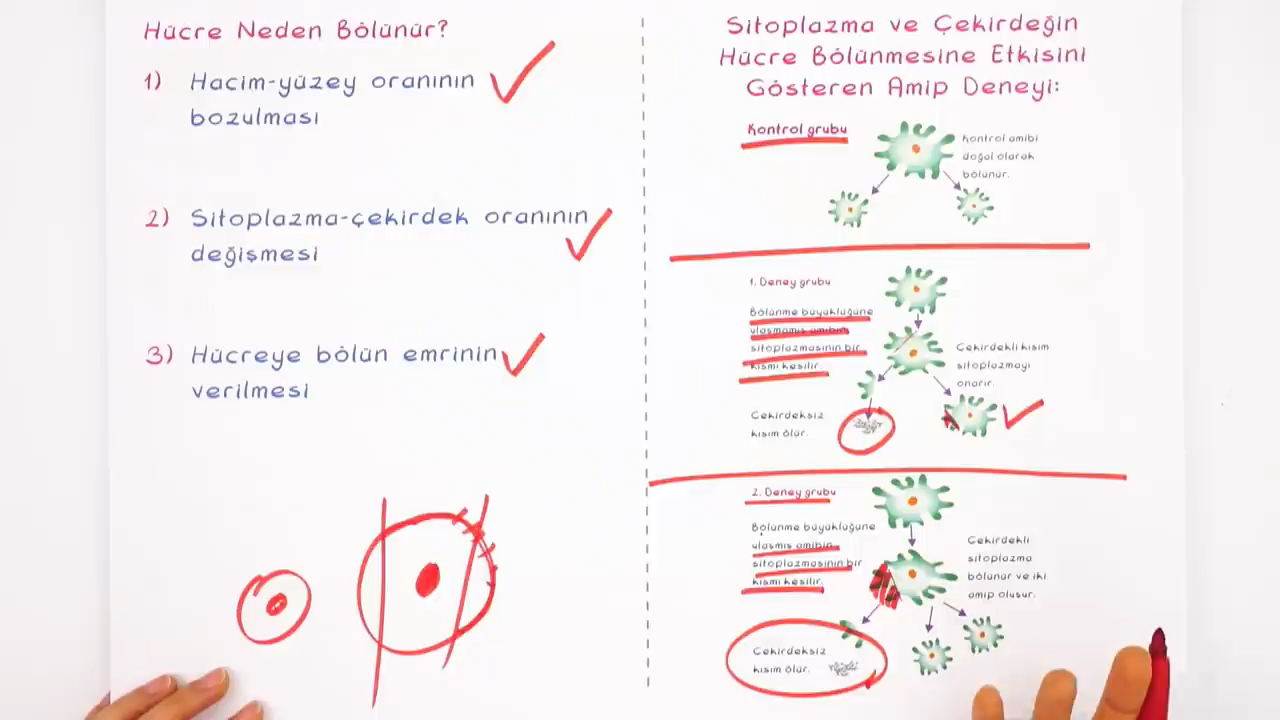 Hücre Neden Bölünür?
1) Hacim-yüzey oranının
bozulması
2) Sitoplazma-çekirdek oranının
değişmesi
3) Hücreye bölün emrinin
verilmesi
Sitoplazma ve Çekirdeğin
Hücre Bölünmesine Etkisini
Gösteren Amip Deneyi:
Kontrol grubu
Kontrol amibi
doğal olarak
bölünür.
1. Deney grubu
Bölünme büyüklüğüne
ulaşmamış amibin
sitoplazmasının bir
kısmı kesilir.
Çekirdekli kısım
sitoplazmayı
onarır.
Çekirdeksiz
kısım ölür.
2. Deney grubu
Bölünme büyüklüğüne
ulaşmış amibin
sitoplazmasının bir
kısmı kesilir.
Çekirdekli
sitoplazma
bölünür ve iki
amip oluşur.
Çekirdeksiz
kısım ölür.